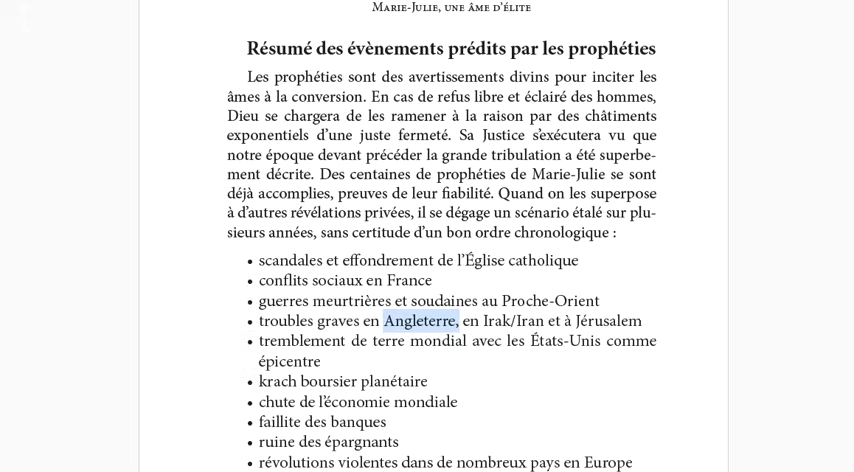 Marie-Julie, une âme d'élite
Résumé des évènements prédits par les prophéties
Les prophéties sont des avertissements divins pour inciter les
âmes à la conversion. En cas de refus libre et éclairé des hommes,
Dieu se chargera de les ramener à la raison par des châtiments
exponentiels d'une juste fermeté. Sa Justice s'exécutera vu que
notre époque devant précéder la grande tribulation a été superbe-
ment décrite. Des centaines de prophéties de Marie-Julie se sont
déjà accomplies, preuves de leur fiabilité. Quand on les superpose
à d'autres révélations privées, il se dégage un scénario étalé sur plu-
sieurs années, sans certitude d'un bon ordre chronologique :
• scandales et effondrement de l'Église catholique
• conflits sociaux en France
• guerres meurtrières et soudaines au Proche-Orient
• troubles graves en Angleterre, en Irak/Iran et à Jérusalem
• tremblement de terre mondial avec les États-Unis comme
épicentre
• krach boursier planétaire
• chute de l'économie mondiale
• faillite des banques
• ruine des épargnants
• révolutions violentes dans de nombreux pays en Europe